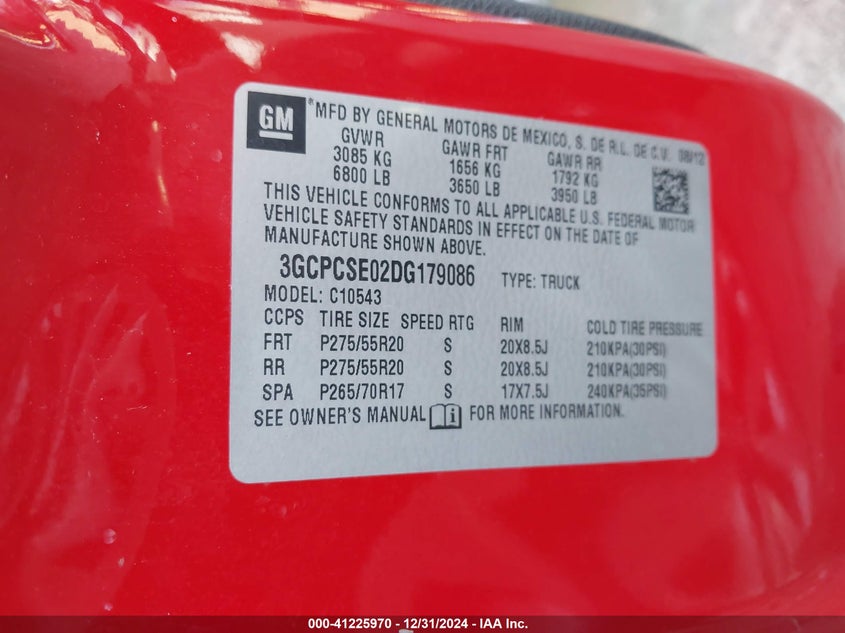 GM
*MFD BY GENERAL MOTORS DE MEXICO, S. DE R.L. DE C.V. 08/12
GVWR GAWR FRT GAWR RR
3085 KG 1656 KG 1792 KG
6800 LB 3650 LB 3950 LB
THIS VEHICLE CONFORMS TO ALL APPLICABLE U.S. FEDERAL MOTOR
VEHICLE SAFETY STANDARDS IN EFFECT ON THE DATE OF
MANUFACTURE SHOWN ABOVE.
3GCPCSE02DG179086 TYPE: TRUCK
MODEL: C10543
CCPS TIRE SIZE SPEED RTG RIM COLD TIRE PRESSURE
FRT P275/55R20 S 20X8.5J 210KPA(30PSI)
RR P275/55R20 S 20X8.5J 210KPA(30PSI)
SPA P265/70R17 S 17X7.5J 240KPA(35PSI)
SEE OWNER'S MANUAL i FOR MORE INFORMATION.
000-41225970 - 12/31/2024 - IAA Inc.